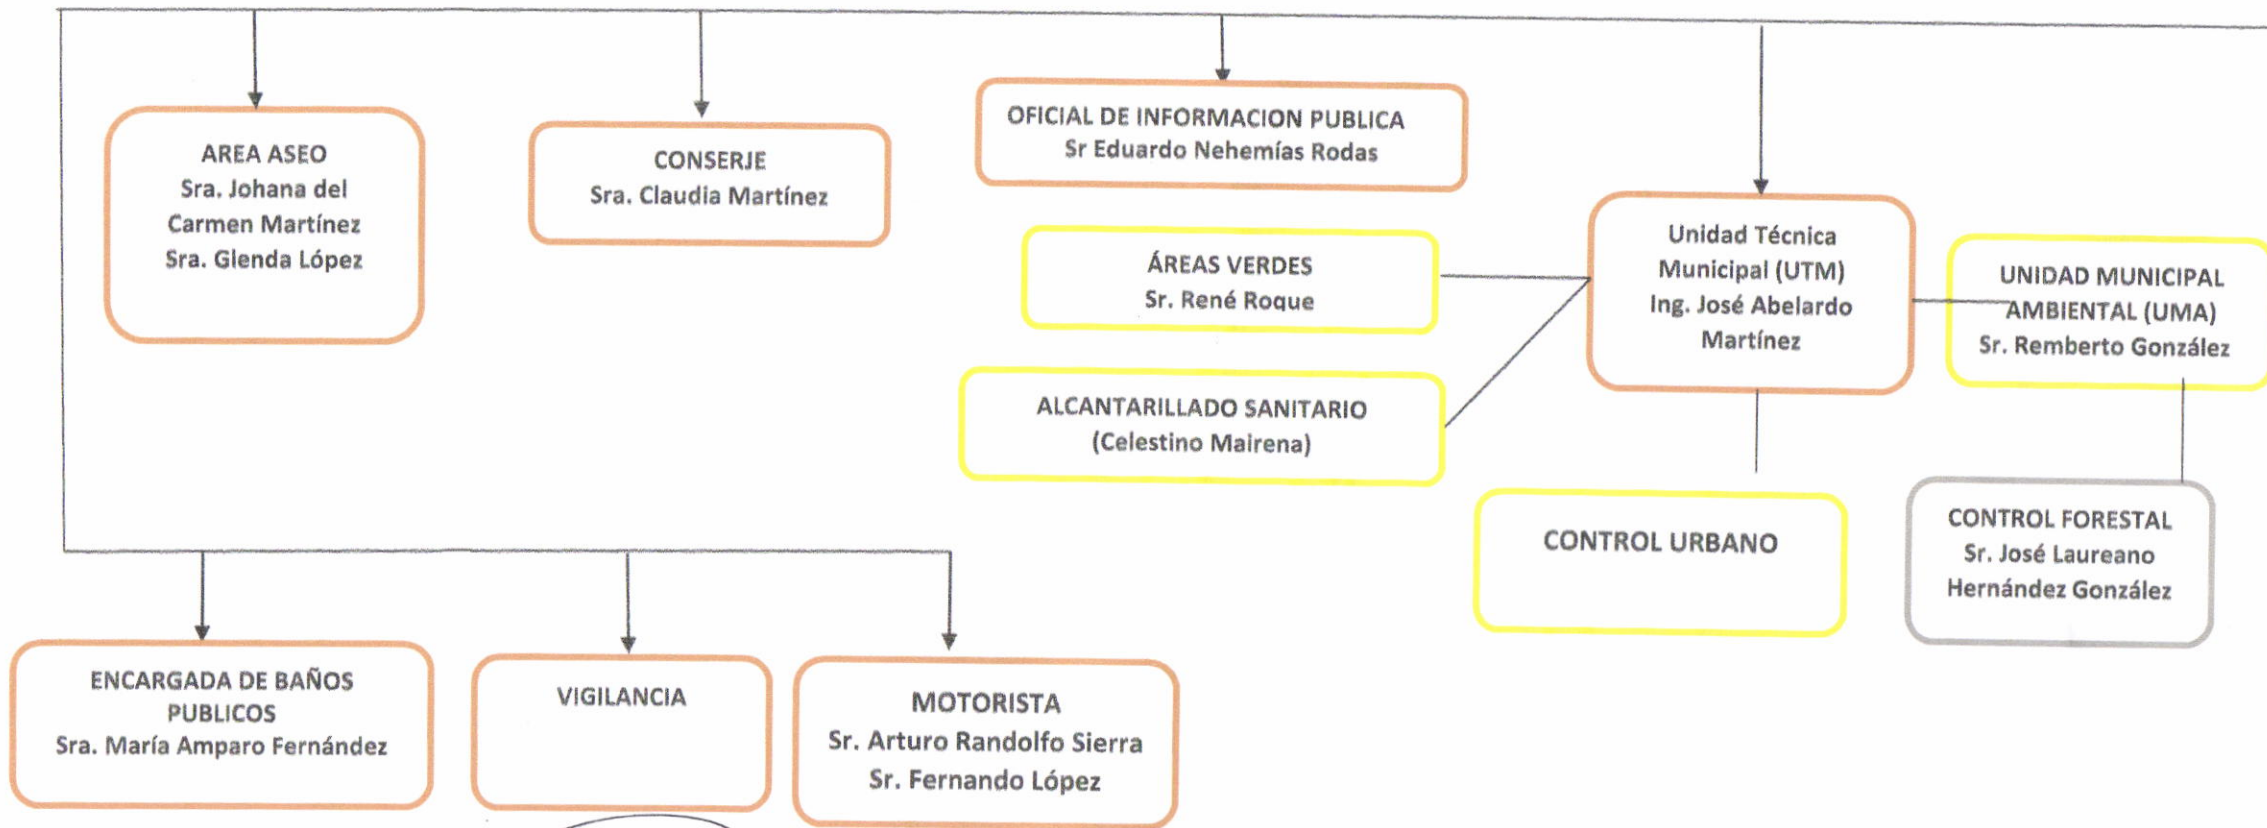 AREA ASEO
Sra. Johana del
Carmen Martínez
Sra. Glenda López
CONSERJE
Sra. Claudia Martínez
OFICIAL DE INFORMACION PUBLICA
Sr Eduardo Nehemías Rodas
ÁREAS VERDES
Sr. René Roque
ALCANTARILLADO SANITARIO
(Celestino Mairena)
Unidad Técnica
Municipal (UTM)
Ing. José Abelardo
Martínez
UNIDAD MUNICIPAL
AMBIENTAL (UMA)
Sr. Remberto González
CONTROL URBANO
CONTROL FORESTAL
Sr. José Laureano
Hernández González
ENCARGADA DE BAÑOS
PUBLICOS
Sra. María Amparo Fernández
VIGILANCIA
MOTORISTA
Sr. Arturo Randolfo Sierra
Sr. Fernando López